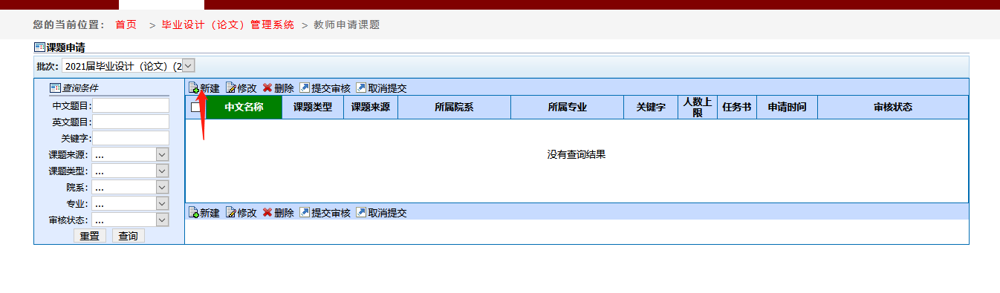 您的当前位置： 首页 > 毕业设计（论文）管理系统 > 教师申请课题
课题申请
批次： 2021届毕业设计（论文）(2
查询条件
中文题目:
英文题目:
关键字:
课题来源： ...
课题类型： ...
院系： ...
专业： ...
审核状态： ...
重置 查询
新建 修改 删除 提交审核 取消提交
中文名称 课题类型 课题来源 所属院系 所属专业 关键字 人数上限 任务书 申请时间 审核状态
没有查询结果
新建 修改 删除 提交审核 取消提交